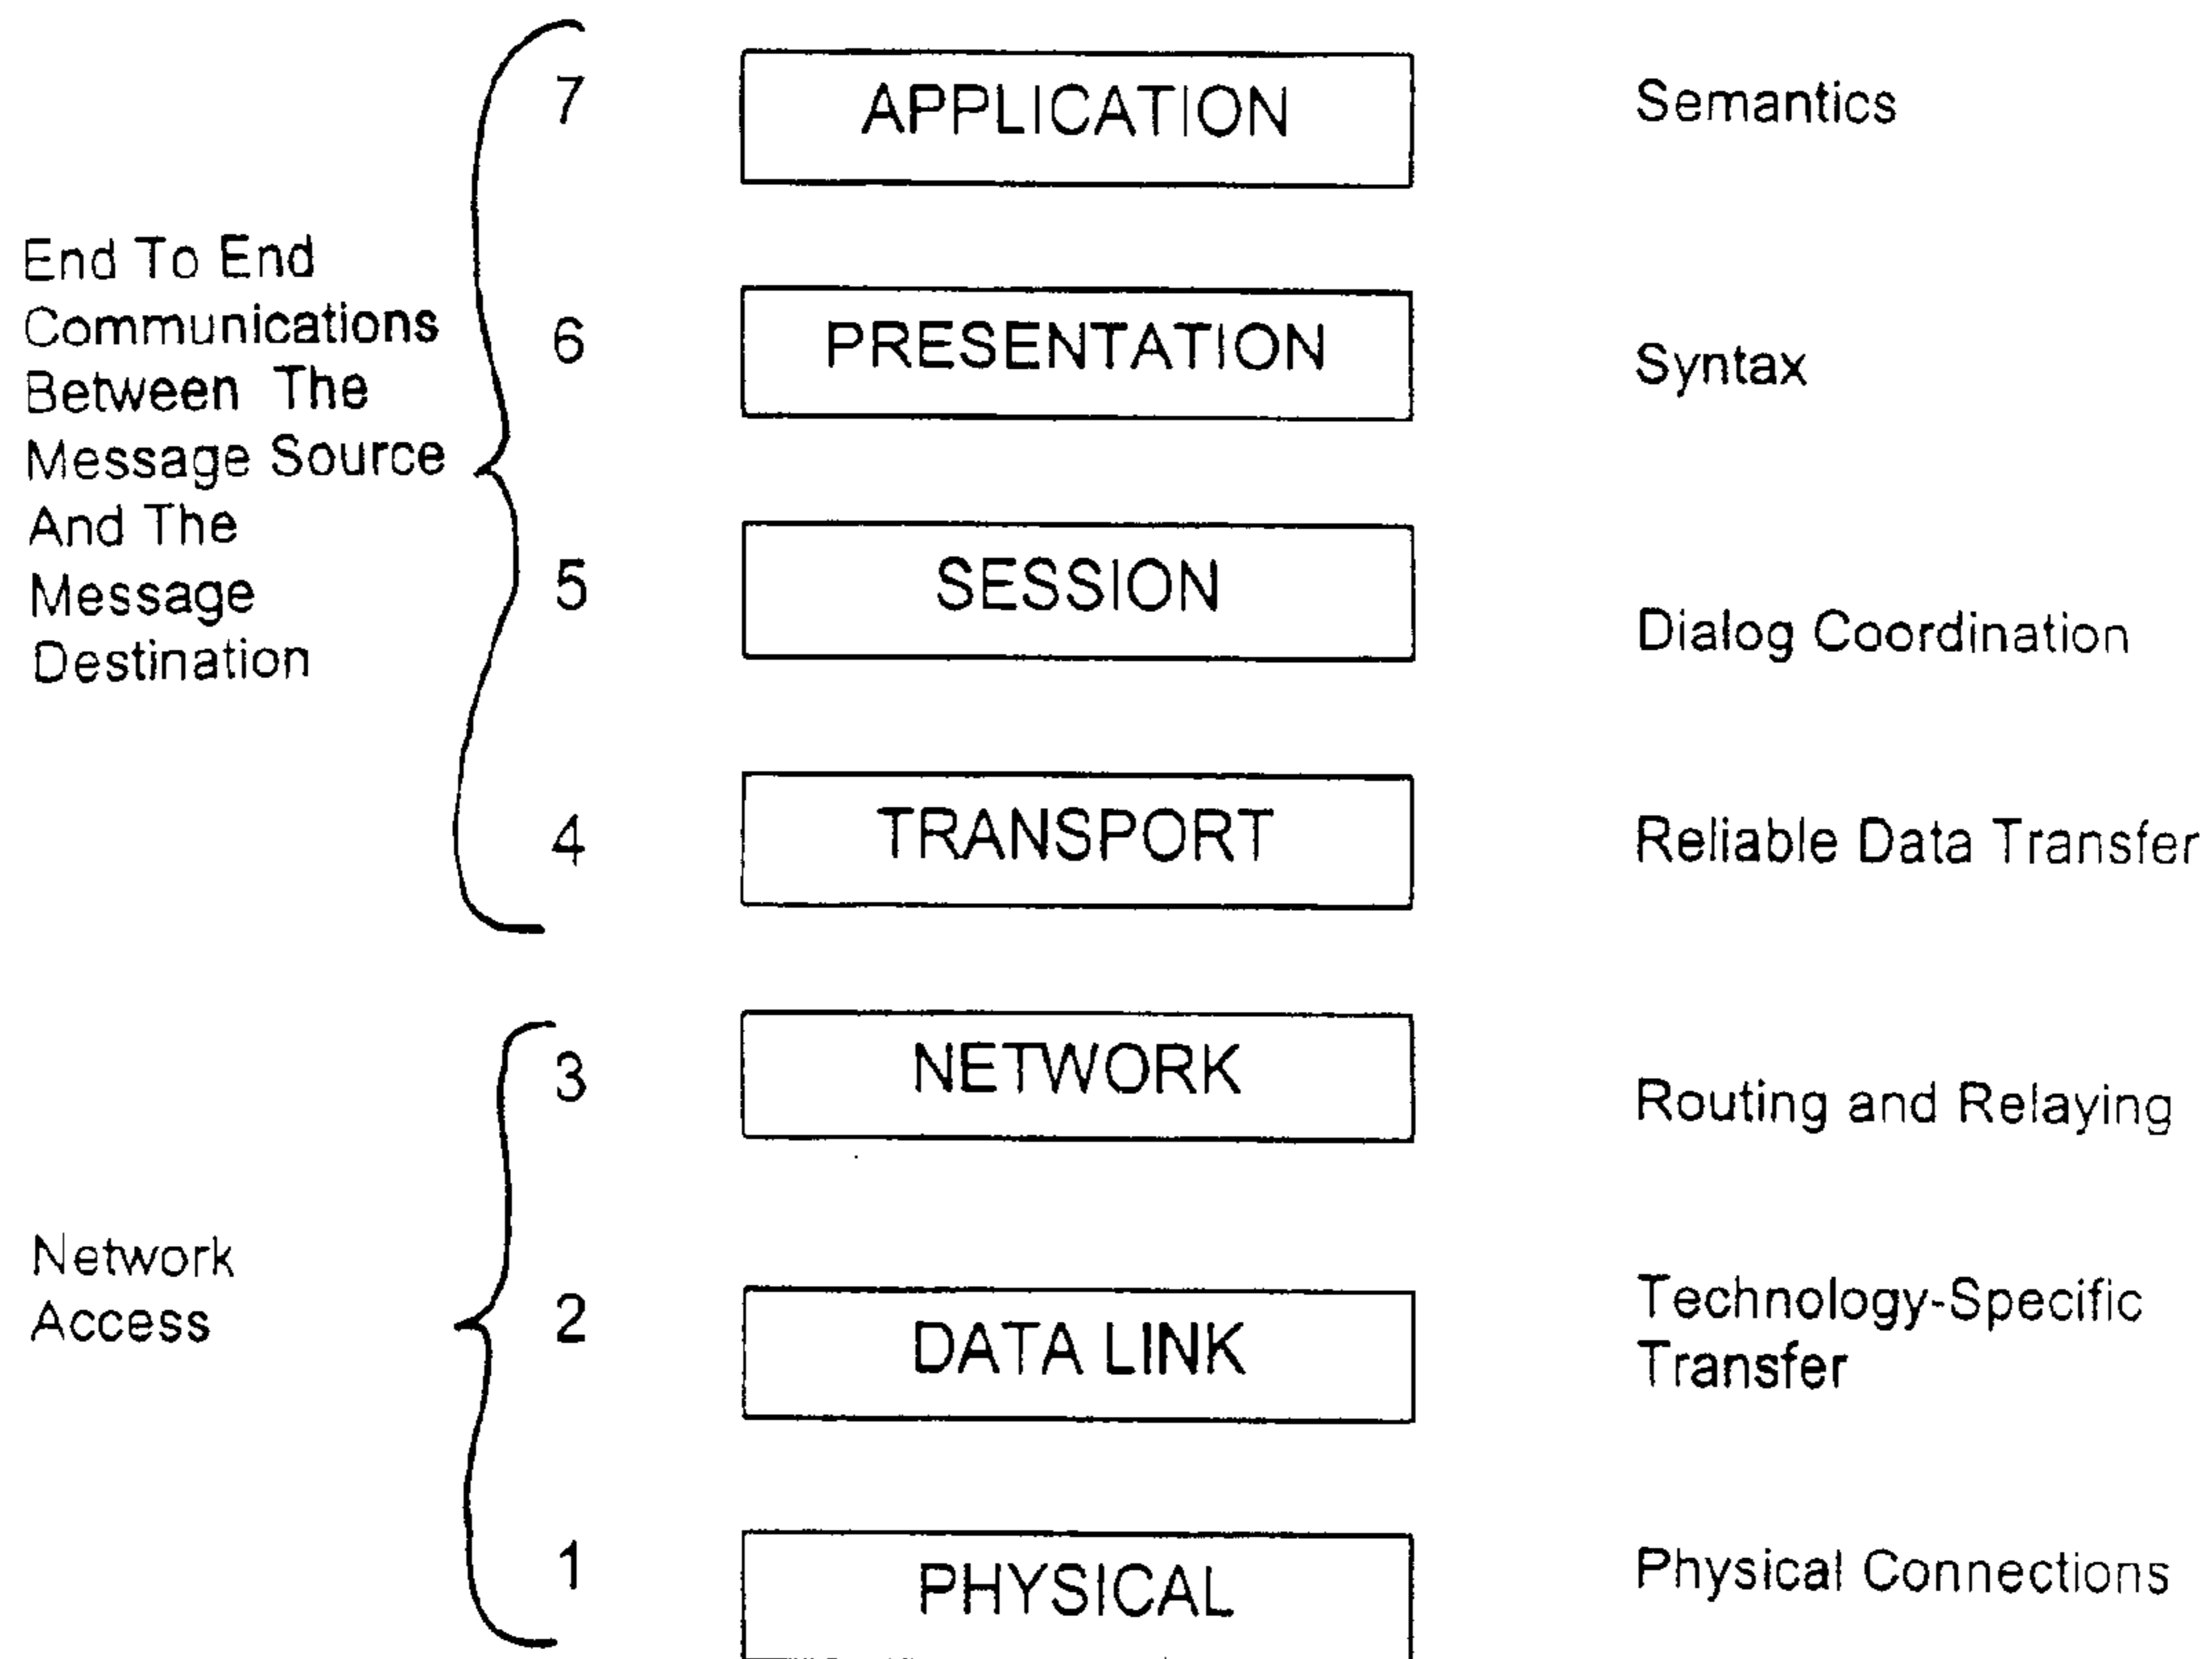 7
APPLICATION
Semantics
End To End
Communications
Between The
Message Source
And The
Message
Destination
6
PRESENTATION
Syntax
5
SESSION
Dialog Coordination
4
TRANSPORT
Reliable Data Transfer
3
NETWORK
Routing and Relaying
Network
Access
2
DATA LINK
Technology-Specific
Transfer
1
PHYSICAL
Physical Connections